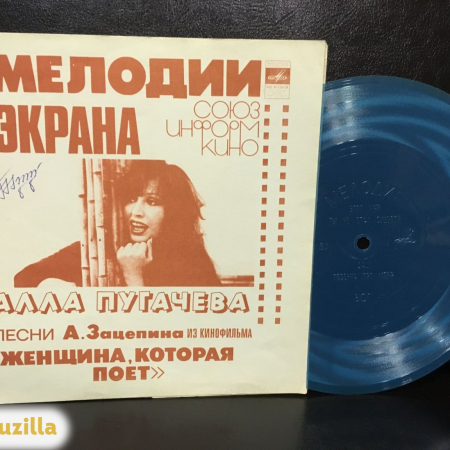 МЕЛОДИИ
ЭКРАНА
СОЮЗ
ИНФОРМ
КИНО
АЛЛА ПУГАЧЕВА
ПЕСНИ А.Зацепина ИЗ КИНОФИЛЬМА
ЖЕНЩИНА, КОТОРАЯ
ПОЕТ»
uzilla